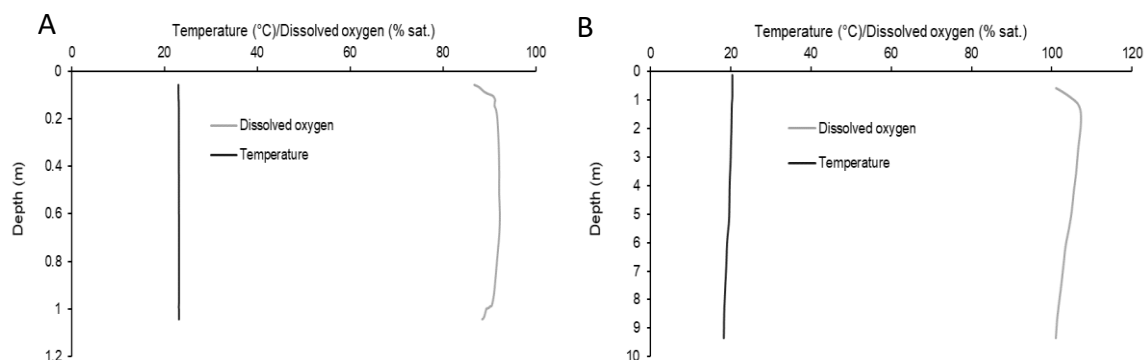 A
Temperature (°C)/Dissolved oxygen (% sat.)
0 20 40 60 80 100
0
0.2
0.4
0.6
0.8
1
1.2
Depth (m)
Dissolved oxygen
Temperature
B
Temperature (°C)/Dissolved oxygen (% sat.)
0 20 40 60 80 100 120
0
1
2
3
4
5
6
7
8
9
10
Depth (m)
Dissolved oxygen
Temperature